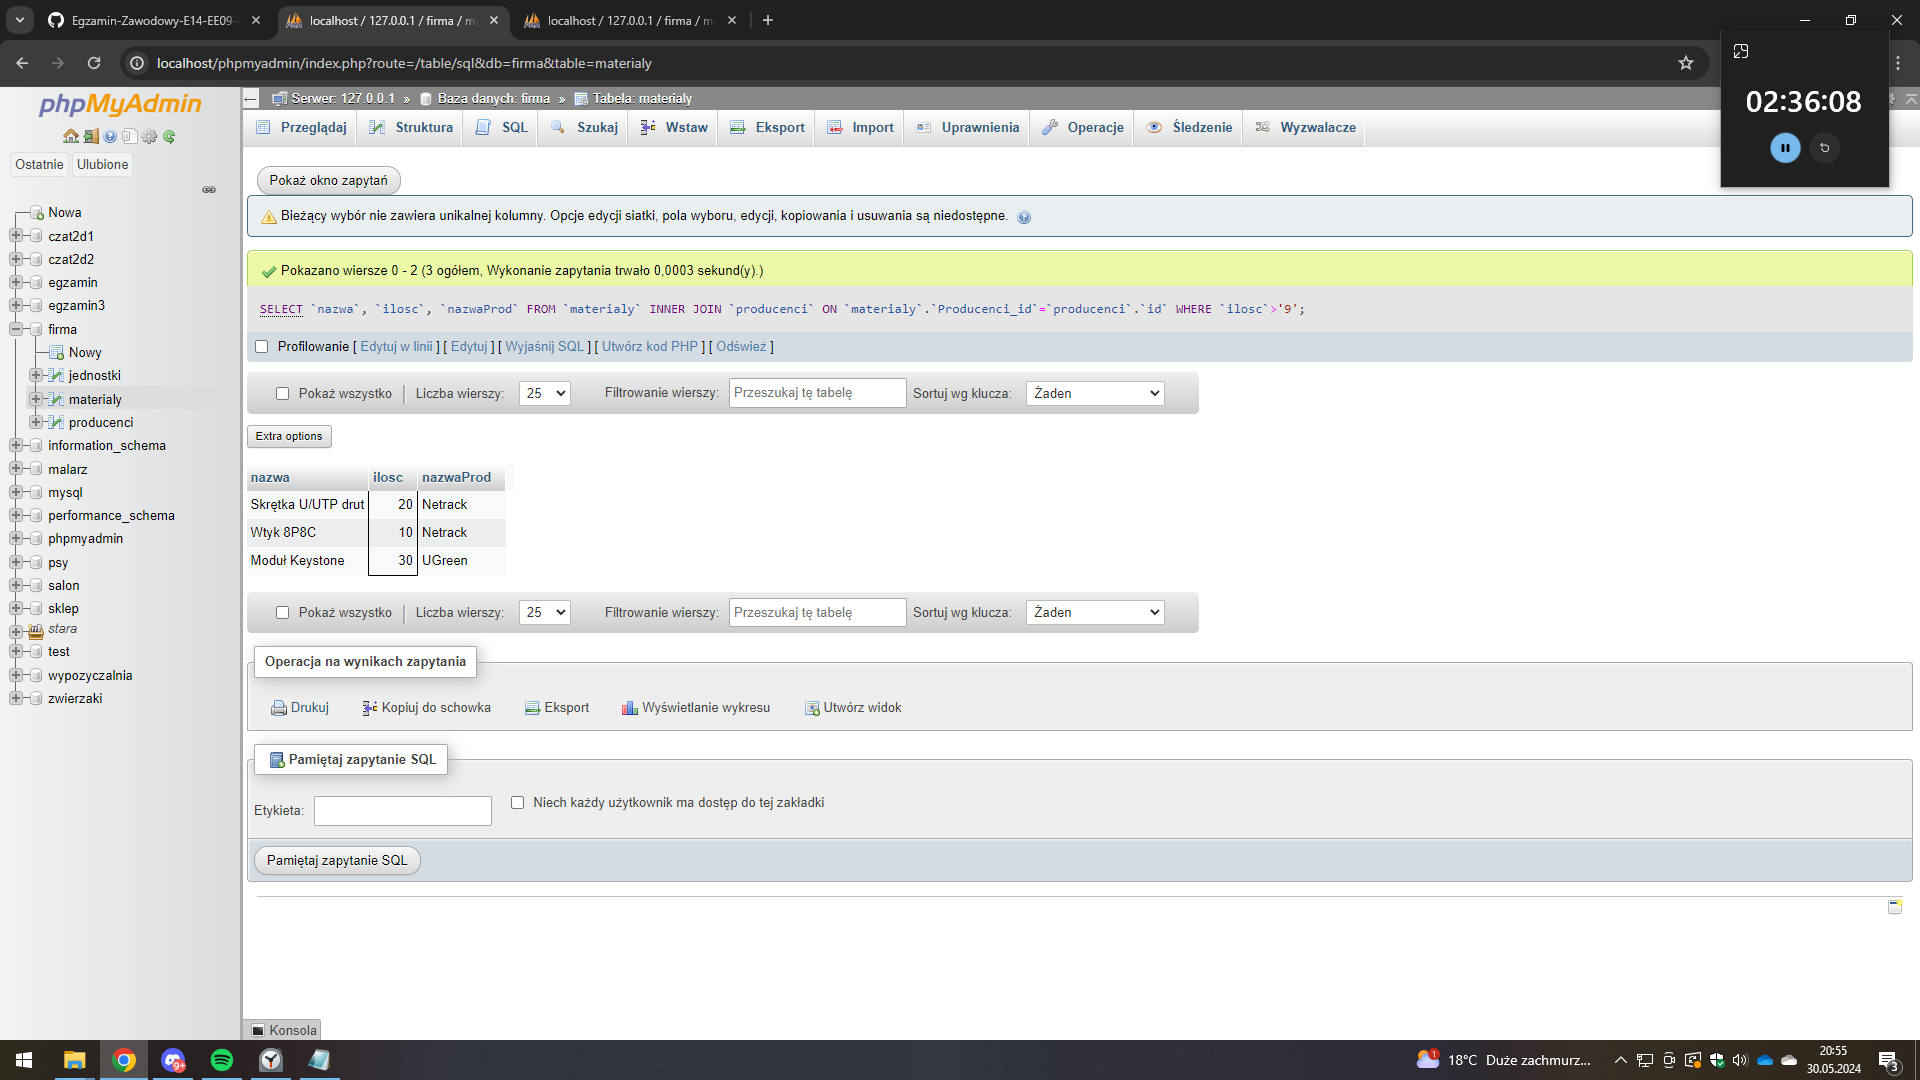 Egzamin-Zawodowy-E14-EE09-
localhost / 127.0.0.1 / firma / m
localhost / 127.0.0.1 / firma / m
localhost/phpmyadmin/index.php?route=/table/sql&db=firma&table=materialy
02:36:08
phpMyAdmin
Ostatnie
Ulubione
Nowa
czat2d1
czat2d2
egzamin
egzamin3
firma
Nowy
jednostki
materialy
producenci
information_schema
malarz
mysql
performance_schema
phpmyadmin
psy
salon
sklep
stara
test
wypozyczalnia
zwierzaki
Serwer: 127.0.0.1 » Baza danych: firma » Tabela: materialy
Przeglądaj Struktura SQL Szukaj Wstaw Eksport Import Uprawnienia Operacje Śledzenie Wyzwalacze
Pokaż okno zapytań
Bieżący wybór nie zawiera unikalnej kolumny. Opcje edycji siatki, pola wyboru, edycji, kopiowania i usuwania są niedostępne.
Pokazano wiersze 0 - 2 (3 ogółem, Wykonanie zapytania trwało 0,0003 sekund(y).)
SELECT `nazwa`, `ilosc`, `nazwaProd` FROM `materialy` INNER JOIN `producenci` ON `materialy`.`Producenci_id`=`producenci`.`id` WHERE `ilosc`>'9';
Profilowanie [ Edytuj w linii ] [ Edytuj ] [ Wyjaśnij SQL ] [ Utwórz kod PHP ] [ Odśwież ]
Pokaż wszystko | Liczba wierszy: 25 Filtrowanie wierszy: Przeszukaj tę tabelę Sortuj wg klucza: Żaden
Extra options
nazwa ilosc nazwaProd
Skrętka U/UTP drut 20 Netrack
Wtyk 8P8C 10 Netrack
Moduł Keystone 30 UGreen
Pokaż wszystko | Liczba wierszy: 25 Filtrowanie wierszy: Przeszukaj tę tabelę Sortuj wg klucza: Żaden
Operacja na wynikach zapytania
Drukuj Kopiuj do schowka Eksport Wyświetlanie wykresu Utwórz widok
Pamiętaj zapytanie SQL
Etykieta:
Niech każdy użytkownik ma dostęp do tej zakładki
Pamiętaj zapytanie SQL
Konsola
9+
1
18°C Duże zachmurz...
20:55
30.05.2024
3